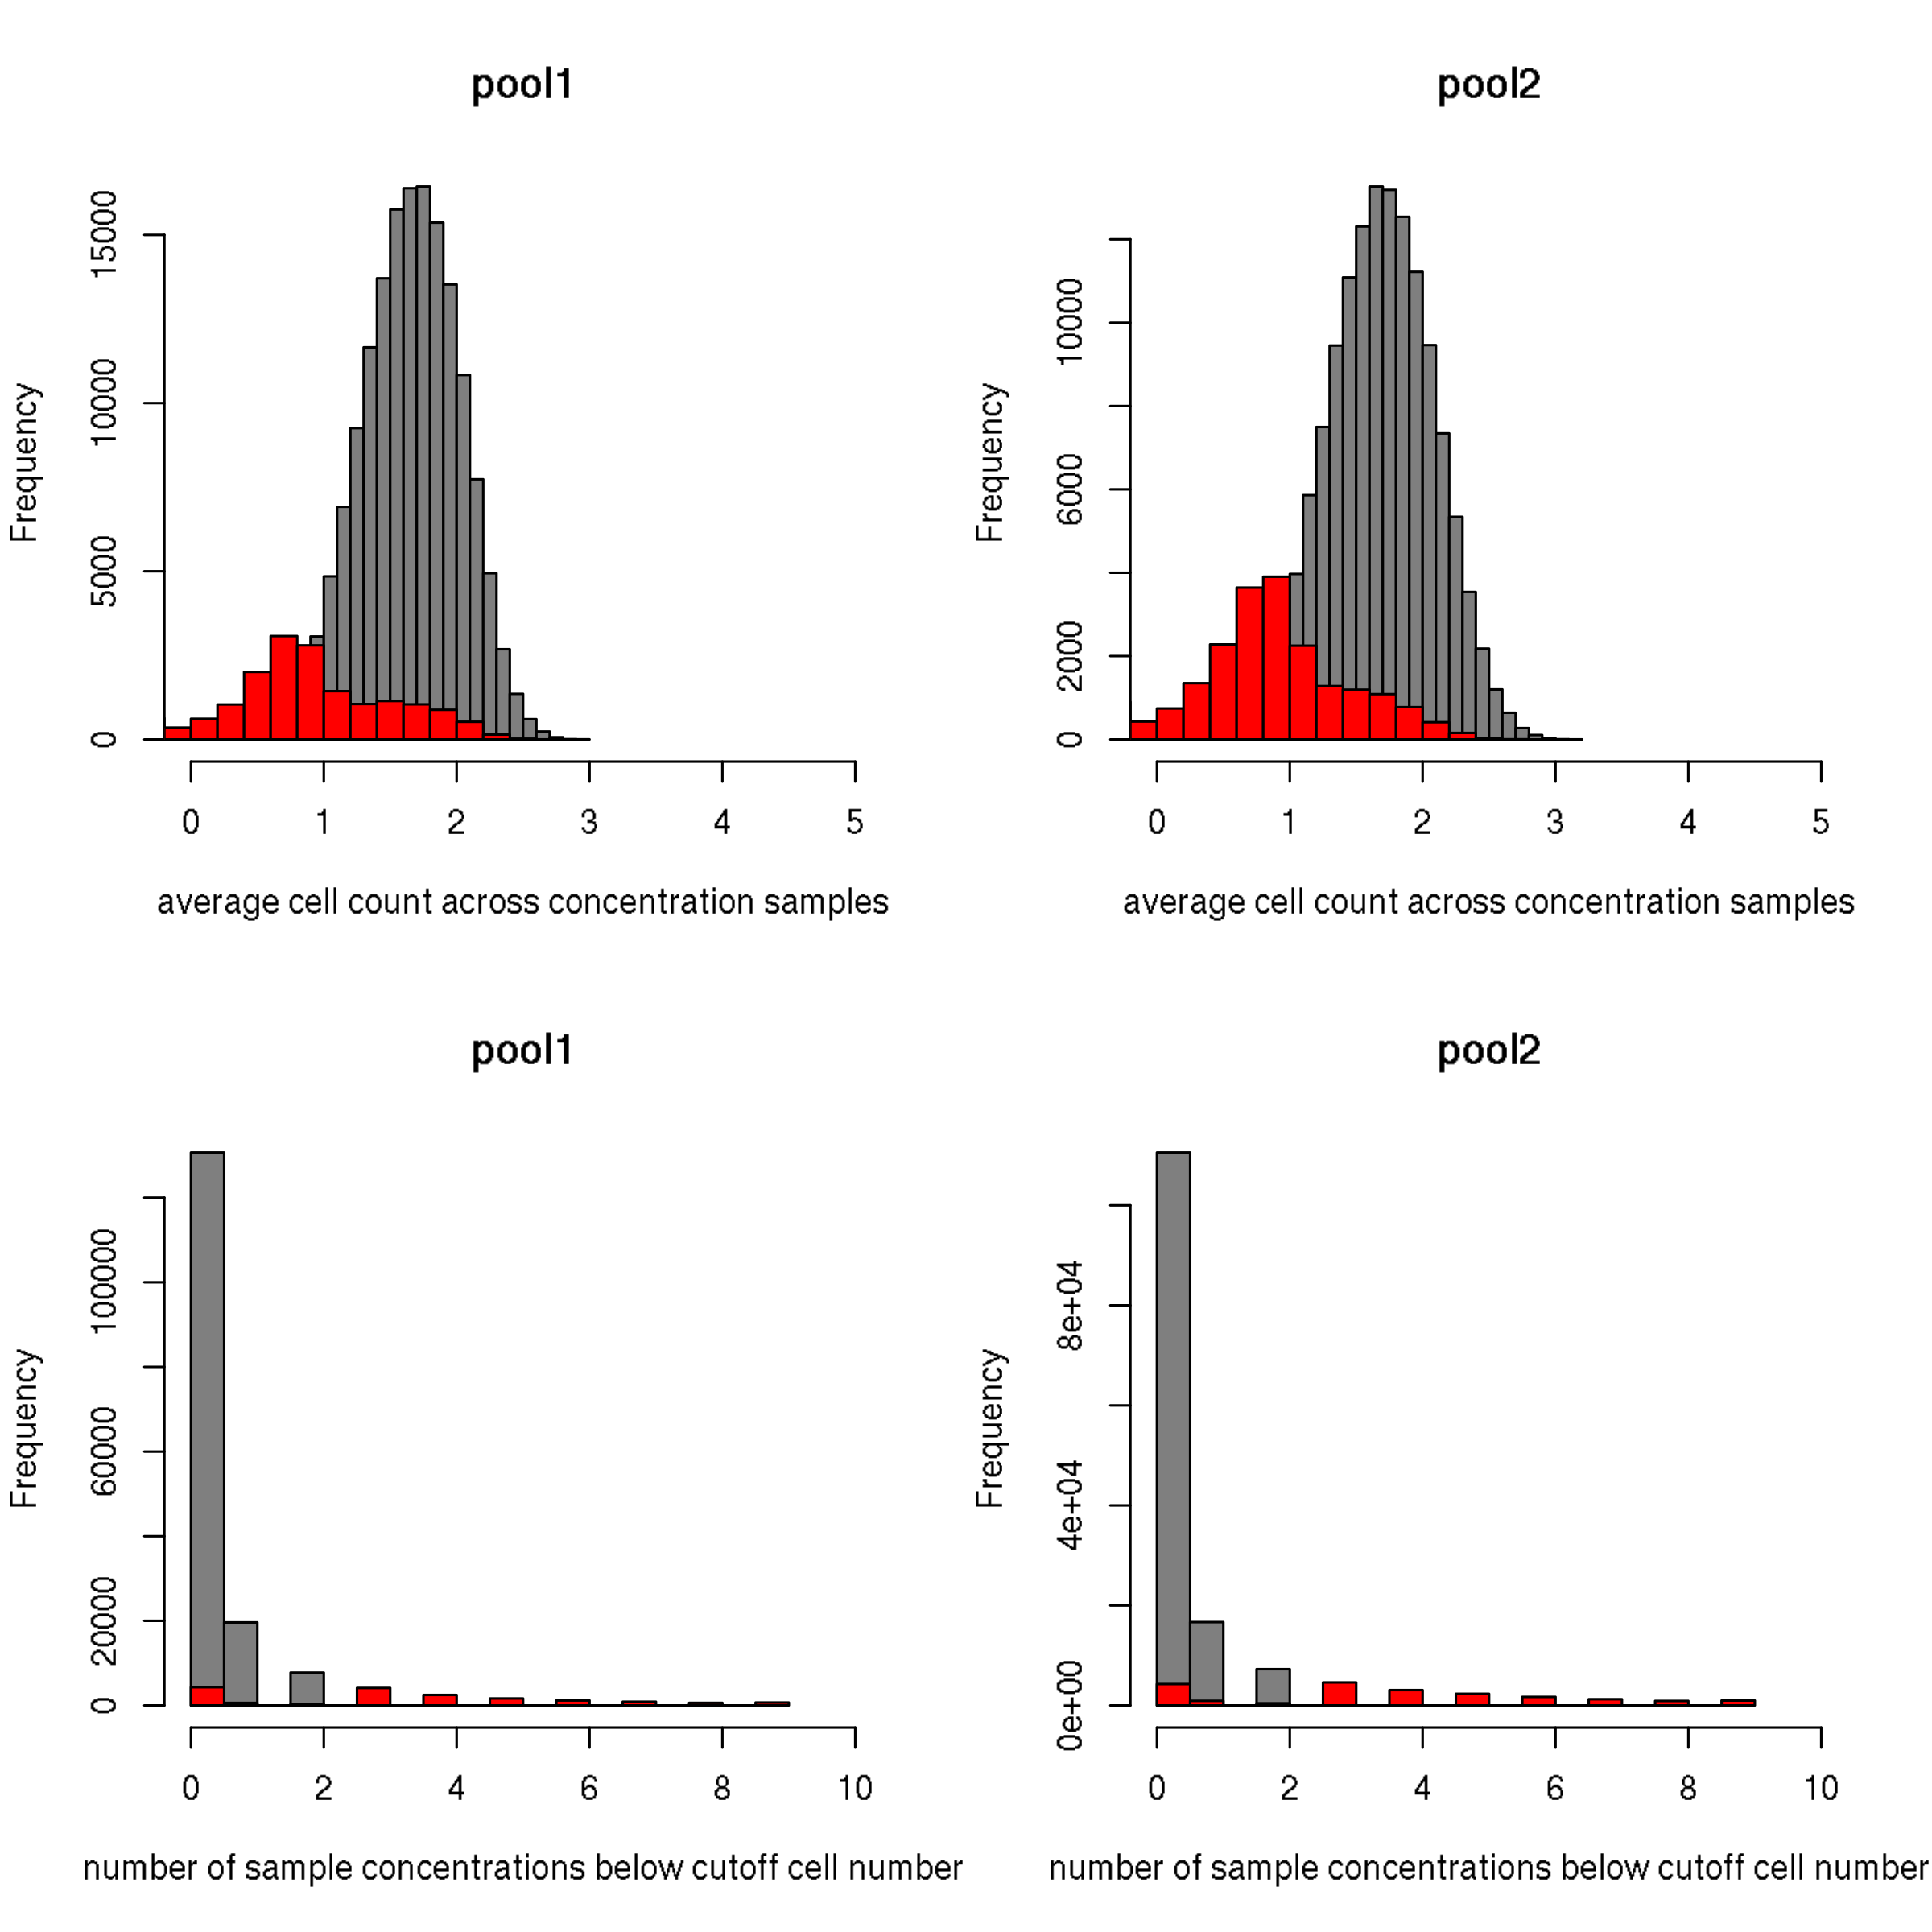 pool1
Frequency
15000
10000
5000
0
0 1 2 3 4 5
average cell count across concentration samples
pool2
Frequency
10000
6000
2000
0
0 1 2 3 4 5
average cell count across concentration samples
pool1
Frequency
100000
60000
20000
0
0 2 4 6 8 10
number of sample concentrations below cutoff cell number
pool2
Frequency
8e+04
4e+04
0e+00
0 2 4 6 8 10
number of sample concentrations below cutoff cell number